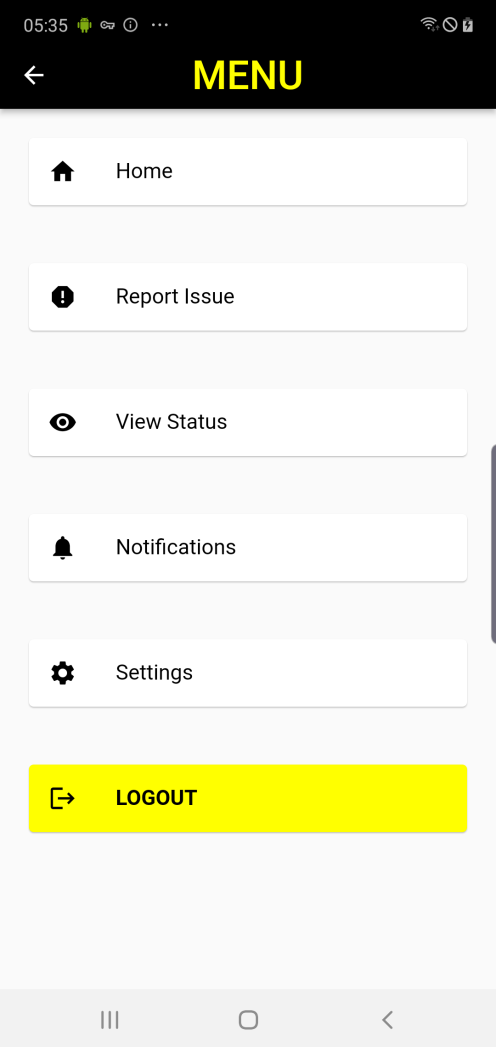 05:35
MENU
Home
Report Issue
View Status
Notifications
Settings
LOGOUT